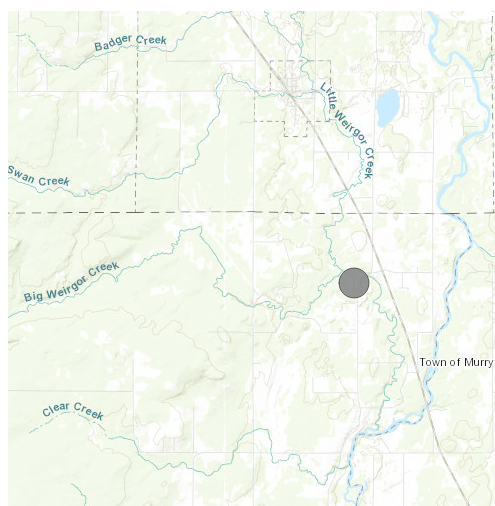 Badger Creek
Little Weirgor Creek
Swan Creek
Big Weirgor Creek
Town of Murry
Clear Creek